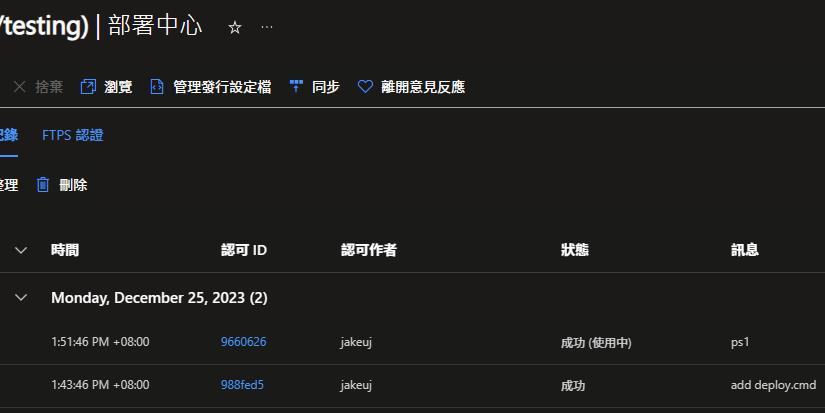 /testing) | 部署中心 ☆ ...
捨棄 瀏覽 管理發行設定檔 同步 離開意見反應
記錄 FTPS 認證
整理 刪除
時間 認可 ID 認可作者 狀態 訊息
Monday, December 25, 2023 (2)
1:51:46 PM +08:00 9660626 jakeuj 成功 (使用中) ps1
1:43:46 PM +08:00 988fed5 jakeuj 成功 add deploy.cmd